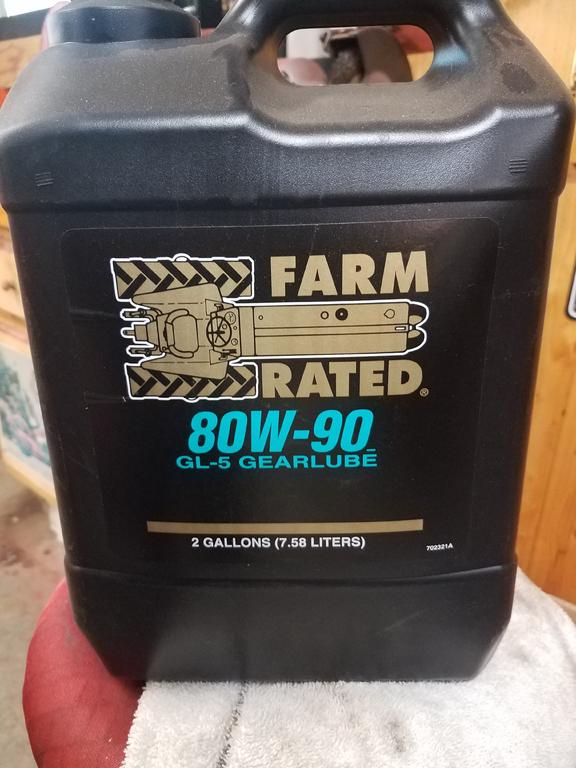 FARM
RATED®
80W-90
GL-5 GEARLUBE
2 GALLONS (7.58 LITERS)
702321A